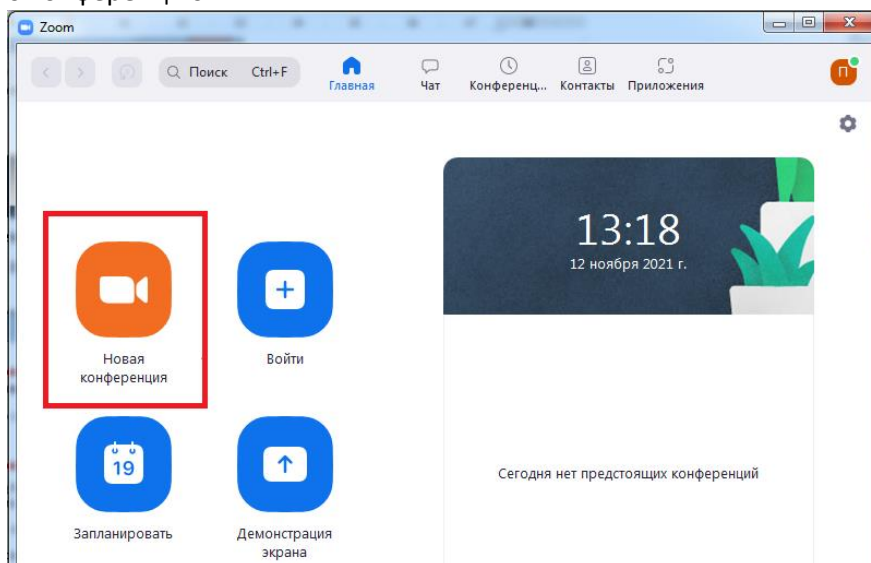 Zoom
Поиск Ctrl+F
Главная
Чат
Конференц...
Контакты
Приложения
П
13:18
12 ноября 2021 г.
Новая
конференция
Войти
19
Запланировать
Демонстрация
экрана
Сегодня нет предстоящих конференций